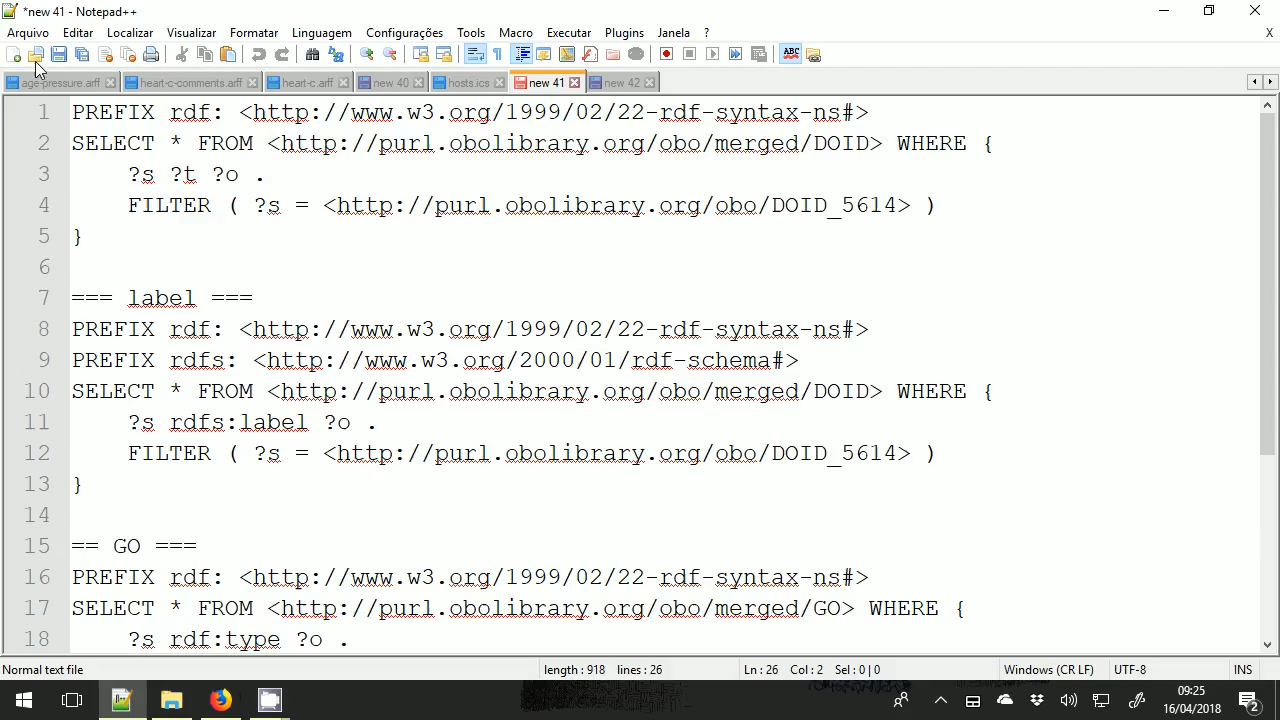 *new 41 - Notepad++
Arquivo Editar Localizar Visualizar Formatar Linguagem Configurações Tools Macro Executar Plugins Janela ? X
age-pressure.arff heart-c-comments.arff heart-c.arff new 40 hosts.ics new 41 new 42
1 PREFIX rdf: <http://www.w3.org/1999/02/22-rdf-syntax-ns#>
2 SELECT * FROM <http://purl.obolibrary.org/obo/merged/DOID> WHERE {
3 ?s ?t ?o .
4 FILTER ( ?s = <http://purl.obolibrary.org/obo/DOID_5614> )
5 }
6
7 === label ===
8 PREFIX rdf: <http://www.w3.org/1999/02/22-rdf-syntax-ns#>
9 PREFIX rdfs: <http://www.w3.org/2000/01/rdf-schema#>
10 SELECT * FROM <http://purl.obolibrary.org/obo/merged/DOID> WHERE {
11 ?s rdfs:label ?o .
12 FILTER ( ?s = <http://purl.obolibrary.org/obo/DOID_5614> )
13 }
14
15 == GO ===
16 PREFIX rdf: <http://www.w3.org/1999/02/22-rdf-syntax-ns#>
17 SELECT * FROM <http://purl.obolibrary.org/obo/merged/GO> WHERE {
18 ?s rdf:type ?o .
Normal text file length : 918 lines : 26 Ln : 26 Col : 2 Sel : 0 | 0 Windows (CR LF) UTF-8 INS
09:25
16/04/2018
2